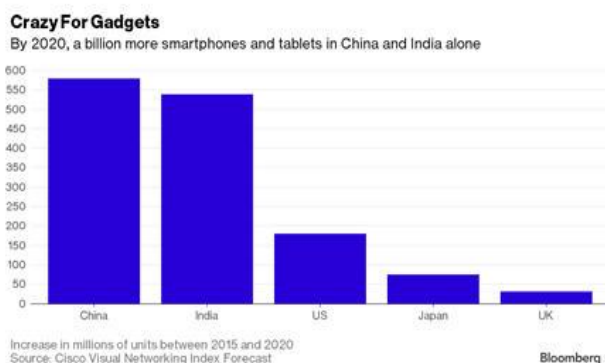 Crazy For Gadgets
By 2020, a billion more smartphones and tablets in China and India alone
600
550
500
450
400
350
300
250
200
150
100
50
0
China India US Japan UK
Increase in millions of units between 2015 and 2020
Source: Cisco Visual Networking Index Forecast Bloomberg